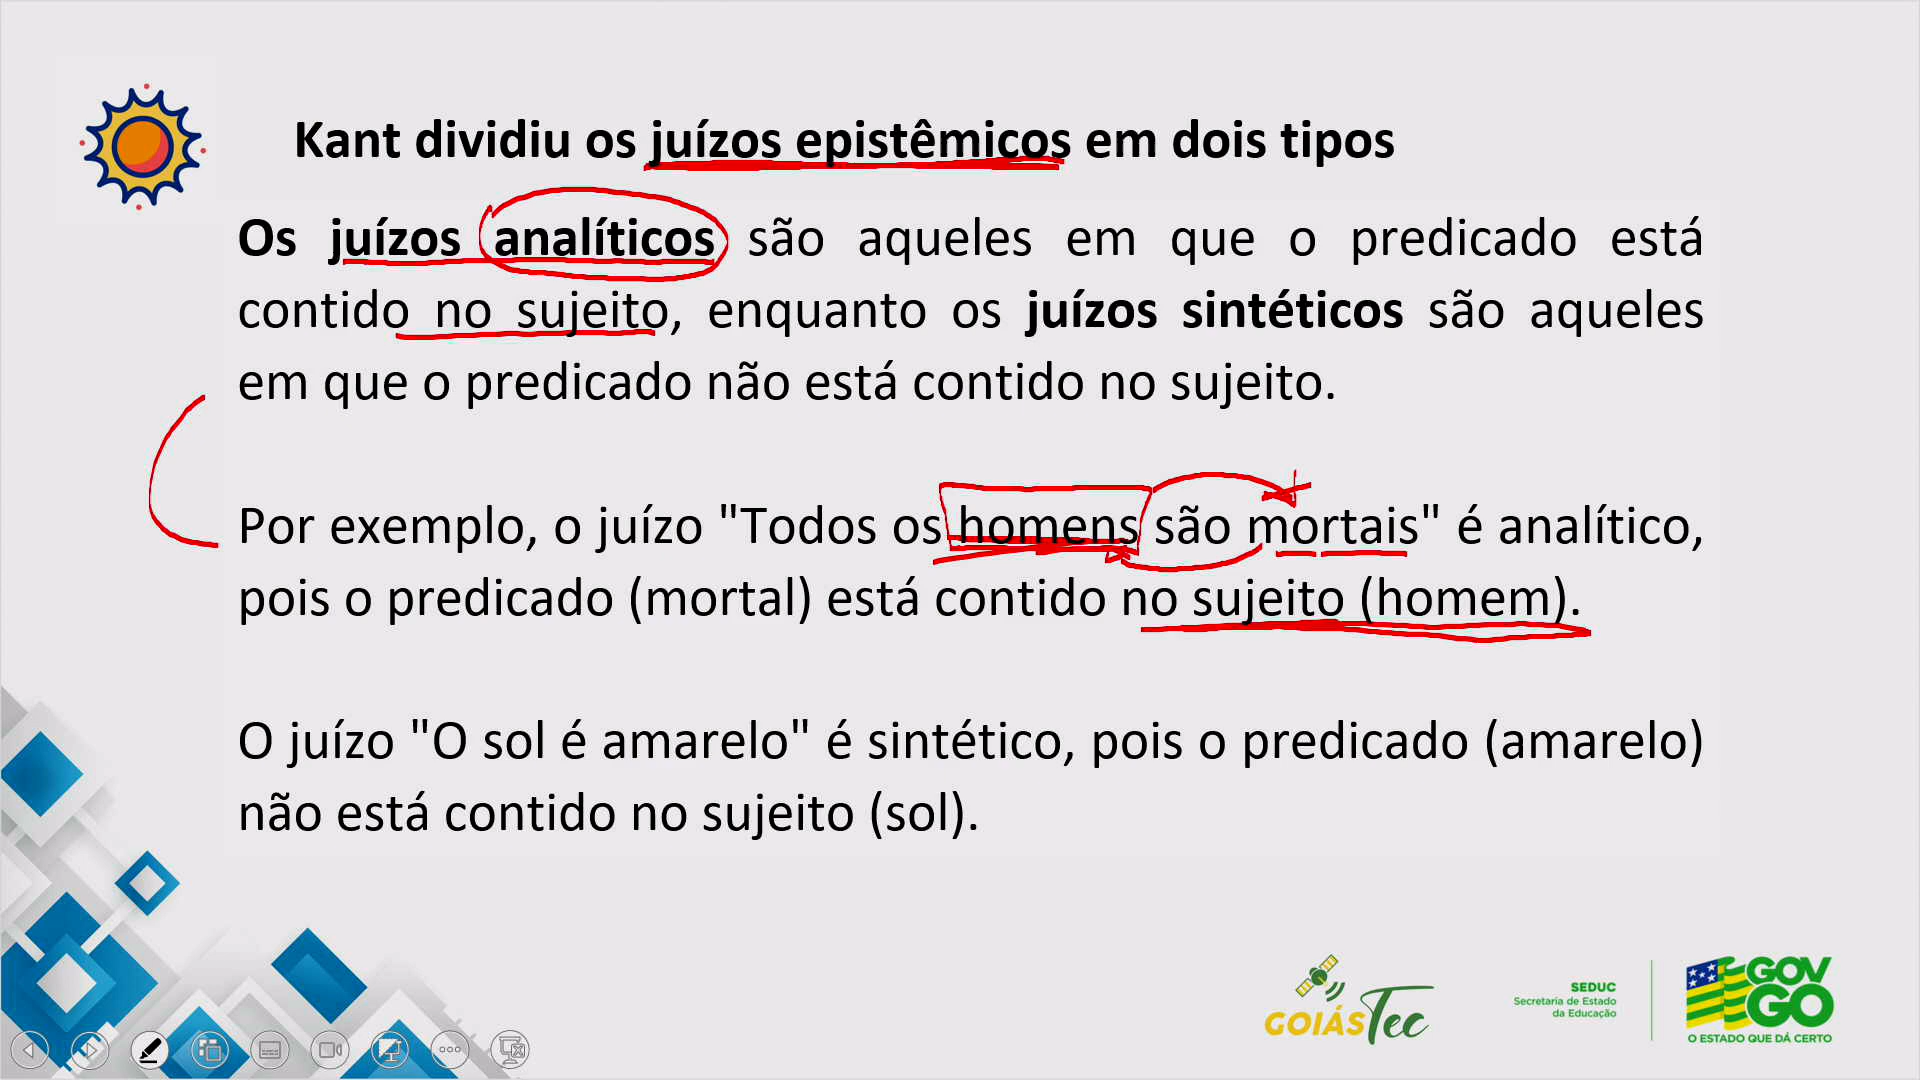 Kant dividiu os juízos epistêmicos em dois tipos
Os juízos analíticos são aqueles em que o predicado está
contido no sujeito, enquanto os juízos sintéticos são aqueles
em que o predicado não está contido no sujeito.
Por exemplo, o juízo "Todos os homens são mortais" é analítico,
pois o predicado (mortal) está contido no sujeito (homem).
O juízo "O sol é amarelo" é sintético, pois o predicado (amarelo)
não está contido no sujeito (sol).
GOIÁS Tec
SEDUC
Secretaria de Estado
da Educação
GOV
GO
O ESTADO QUE DÁ CERTO